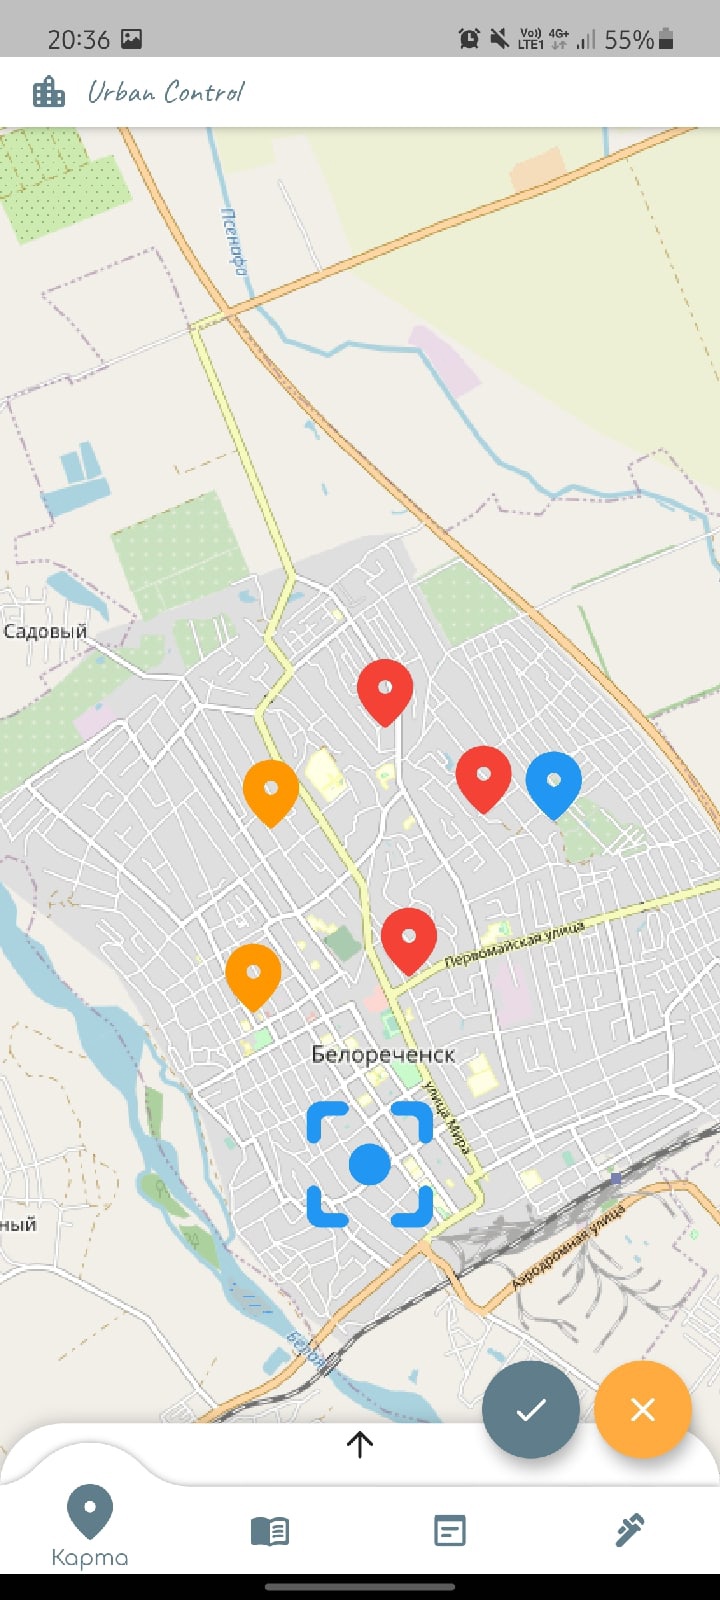 20:36
Vo)) LTE1 4G+ 55%
Urban Control
Псенафа
Садовый
Первомайская улица
Белореченск
улица Мира
ный
Аэродромная улица
Белая
Карта